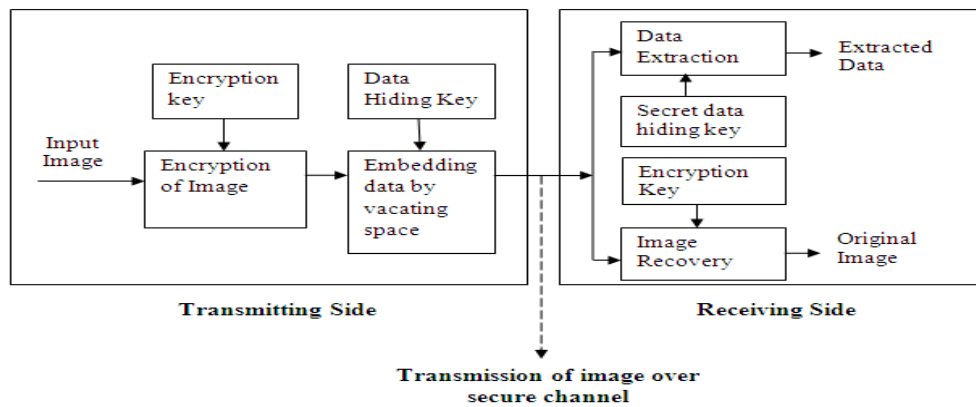 Input
Image
Encryption
key
Encryption
of Image
Data
Hiding Key
Embedding
data by
vacating
space
Transmitting Side
Data
Extraction
Extracted
Data
Secret data
hiding key
Encryption
Key
Image
Recovery
Original
Image
Receiving Side
Transmission of image over
secure channel